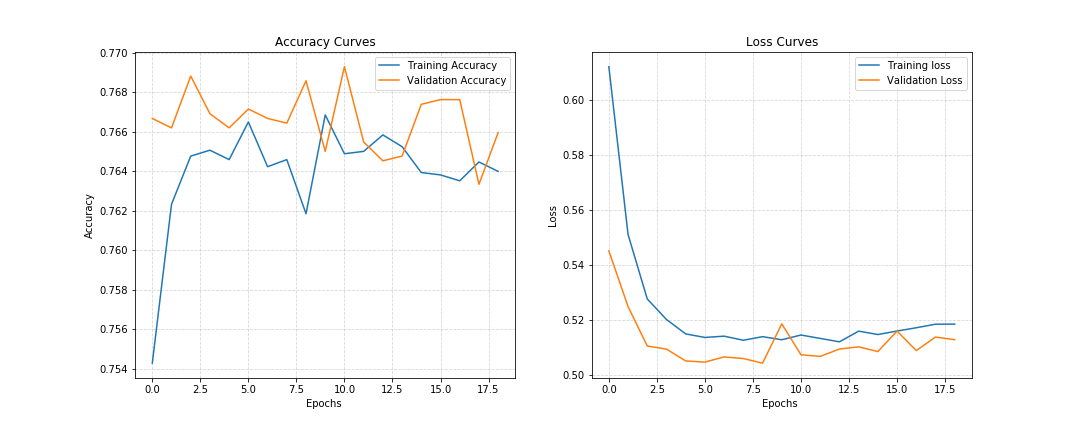 Accuracy Curves
Training Accuracy
Validation Accuracy
0.770
0.768
0.766
0.764
0.762
0.760
0.758
0.756
0.754
Accuracy
0.0 2.5 5.0 7.5 10.0 12.5 15.0 17.5
Epochs
Loss Curves
Training loss
Validation Loss
0.60
0.58
0.56
0.54
0.52
0.50
Loss
0.0 2.5 5.0 7.5 10.0 12.5 15.0 17.5
Epochs